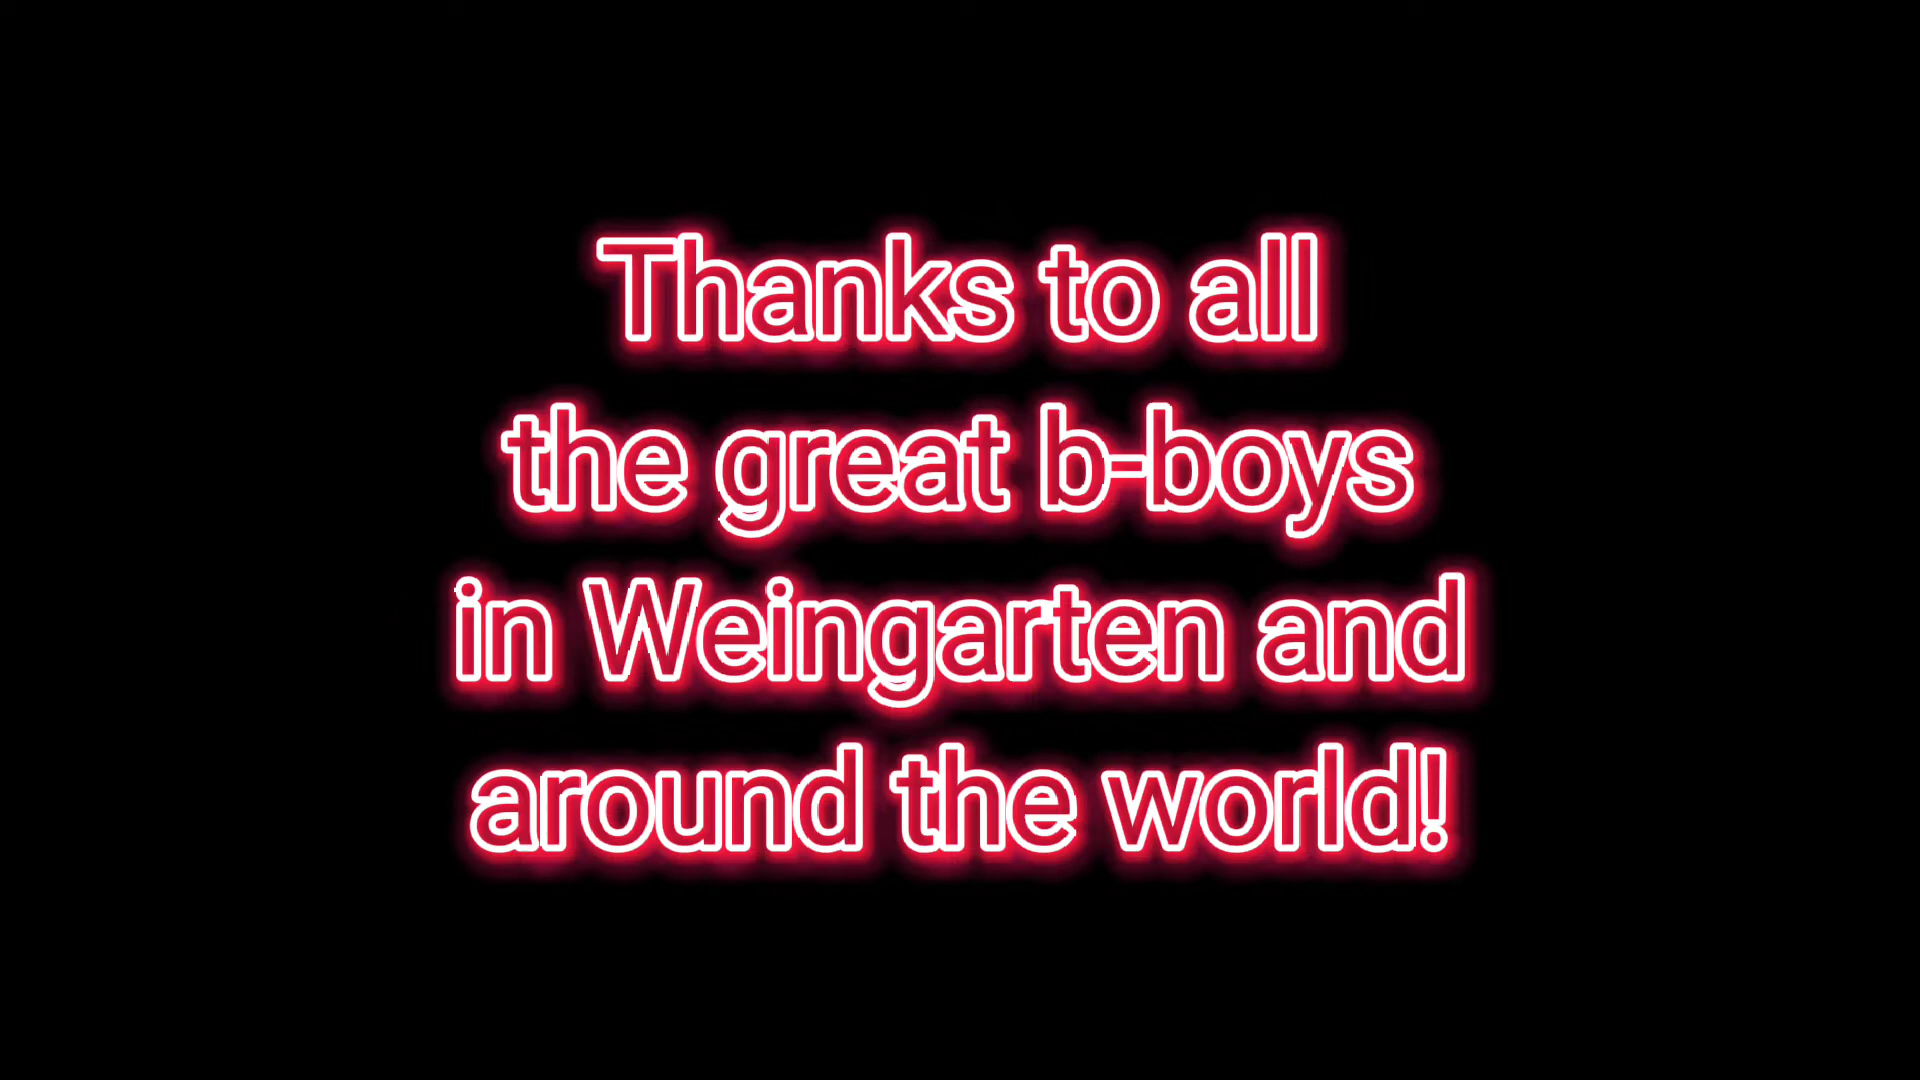 Thanks to all
the great b-boys
in Weingarten and
around the world!